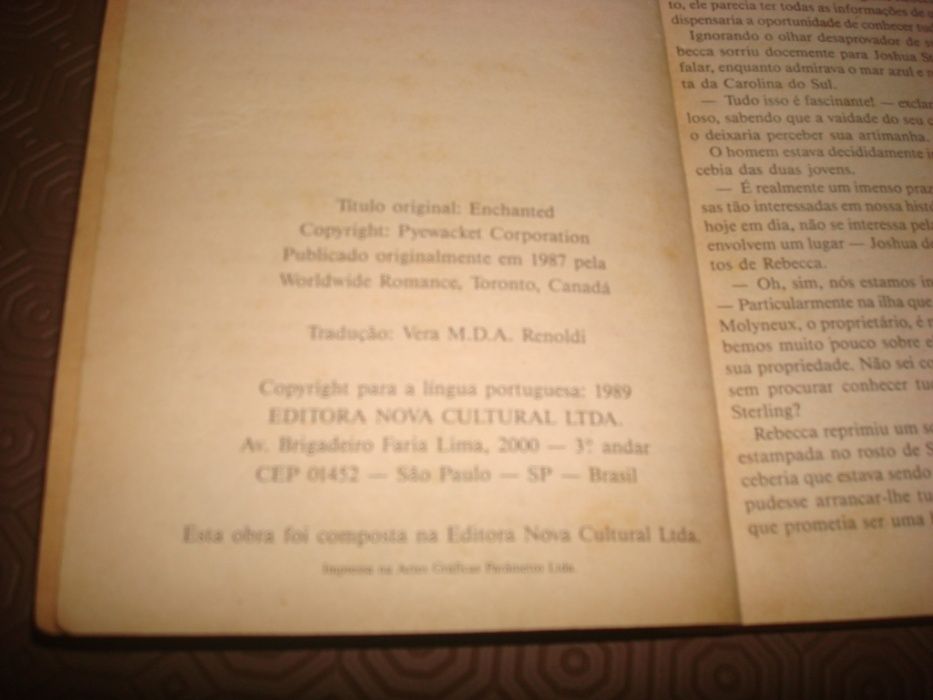 Título original: Enchanted
Copyright: Pyewacket Corporation
Publicado originalmente em 1987 pela
Worldwide Romance, Toronto, Canadá
Tradução: Vera M.D.A. Renoldi
Copyright para a língua portuguesa: 1989
EDITORA NOVA CULTURAL LTDA.
Av. Brigadeiro Faria Lima, 2000 — 3º andar
CEP 01452 — São Paulo — SP — Brasil
Esta obra foi composta na Editora Nova Cultural Ltda.
Impressa na Artes Gráficas Ltda.
to, ele parecia ter todas as informações de
dispensaria a oportunidade de conhecer
Ignorando o olhar desaprovador de
becca sorriu docemente para Joshua
falar, enquanto admirava o mar azul e
ta da Carolina do Sul.
— Tudo isso é fascinante! —
loso, sabendo que a vaidade do seu
o deixaria perceber sua artimanha.
O homem estava decididamente
cebia das duas jovens.
— É realmente um imenso
sas tão interessadas em nossa
hoje em dia, não se interessa
envolvem um lugar — Joshua
tos de Rebecca.
— Oh, sim, nós estamos
— Particularmente na ilha que
Molyneux, o proprietário, é
bemos muito pouco sobre
sua propriedade. Não sei
sem procurar conhecer
Sterling?
Rebecca reprimiu um
estampada no rosto de
ceberia que estava sendo
pudesse arrancar-lhe
que prometia ser uma